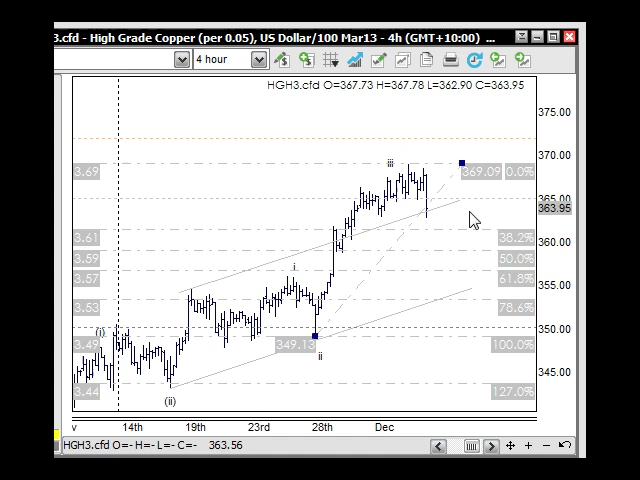 3.cfd - High Grade Copper (per 0.05), US Dollar/100 Mar13 - 4h (GMT+10:00)
4 hour
HGH3.cfd O=367.73 H=367.78 L=362.90 C=363.95
375.00
370.00
iii
3.69
369.09 0.0%
365.00
363.95
3.61
38.2%
360.00
3.59
50.0%
i
3.57
61.8%
355.00
3.53
78.6%
350.00
(i)
3.49
349.13
100.0%
ii
345.00
3.44
127.0%
(ii)
v
14th
19th
23rd
28th
Dec
HGH3.cfd O=- H=- L=- C=- 363.56